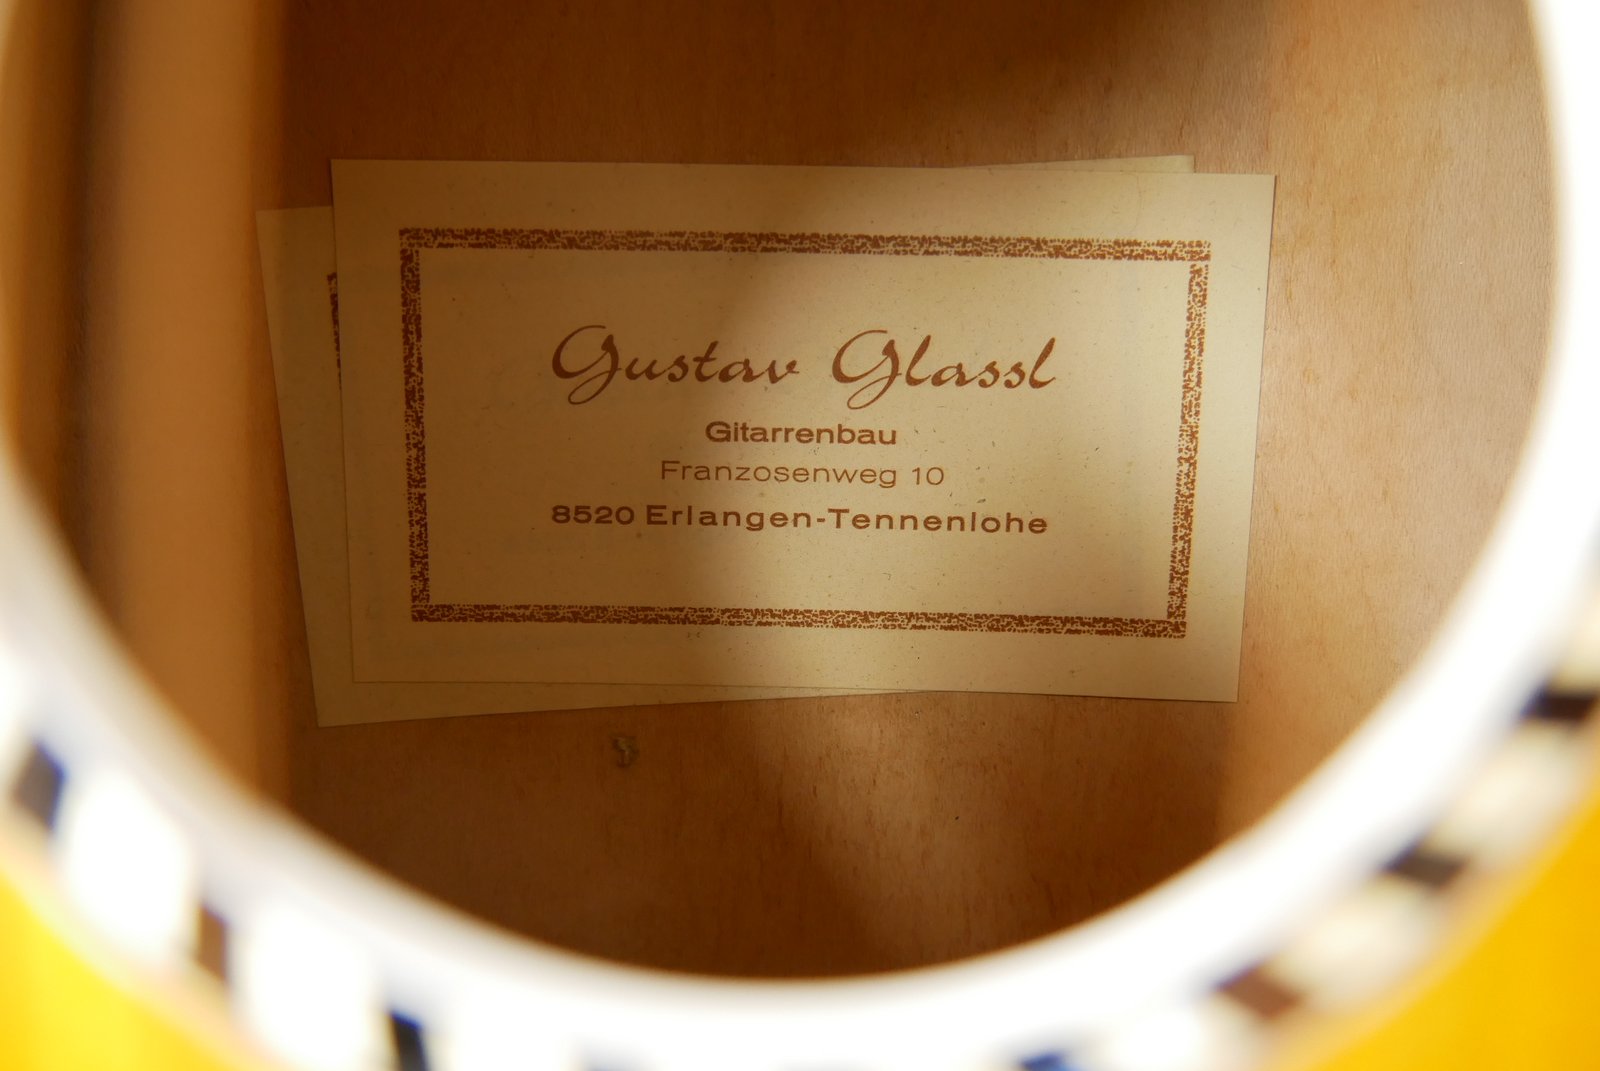 Gustav Glassl
Gitarrenbau
Franzosenweg 10
8520 Erlangen-Tennenlohe